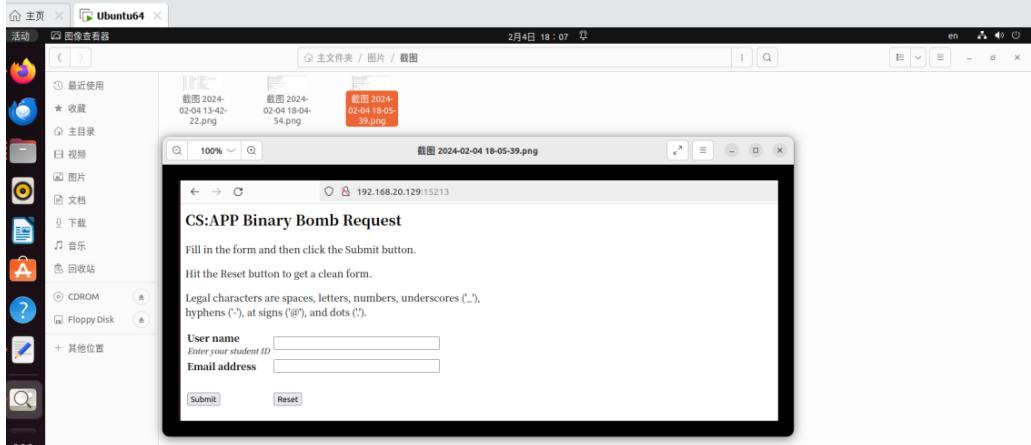 主页
Ubuntu64
活动
图像查看器
2月4日 18：07
en
主文件夹 / 图片 / 截图
最近使用
收藏
主目录
视频
图片
文档
下载
音乐
回收站
CDROM
Floppy Disk
+ 其他位置
截图 2024-
02-04 13-42-
22.png
截图 2024-
02-04 18-04-
54.png
截图 2024-
02-04 18-05-
39.png
100%
截图 2024-02-04 18-05-39.png
192.168.20.129:15213
CS:APP Binary Bomb Request
Fill in the form and then click the Submit button.
Hit the Reset button to get a clean form.
Legal characters are spaces, letters, numbers, underscores ('_'),
hyphens ('-'), at signs ('@'), and dots ('.').
User name
Enter your student ID
Email address
Submit
Reset